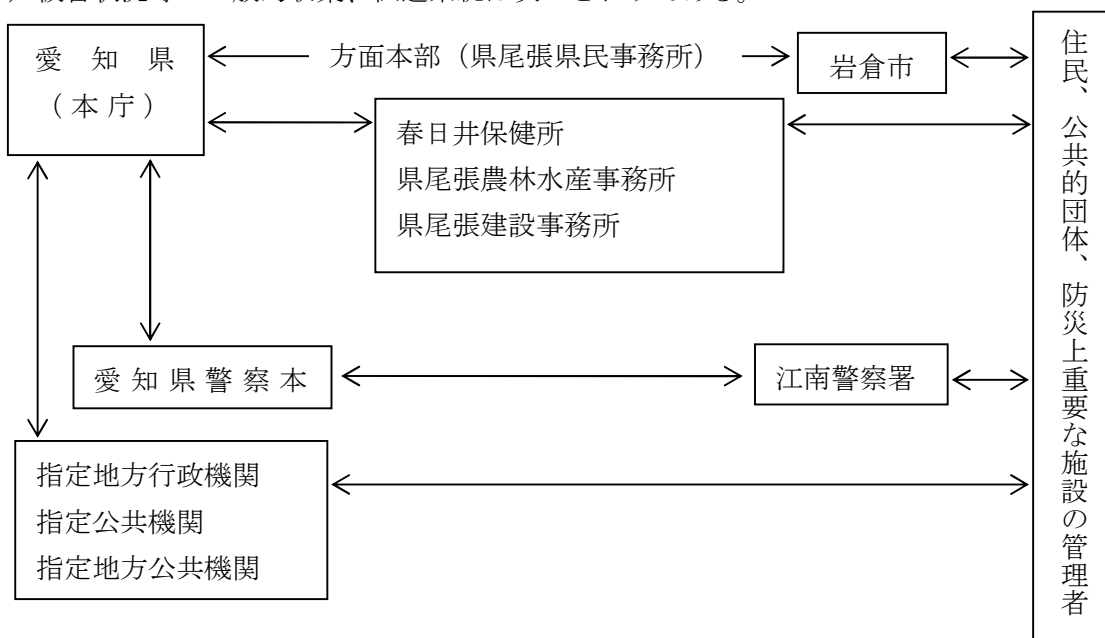 愛知県
(本庁)
方面本部(県尾張県民事務所)
岩倉市
春日井保健所
県尾張農林水産事務所
県尾張建設事務所
愛知県警察本
江南警察署
指定地方行政機関
指定公共機関
指定地方公共機関
住民、公共的団体、防災上重要な施設の管理者